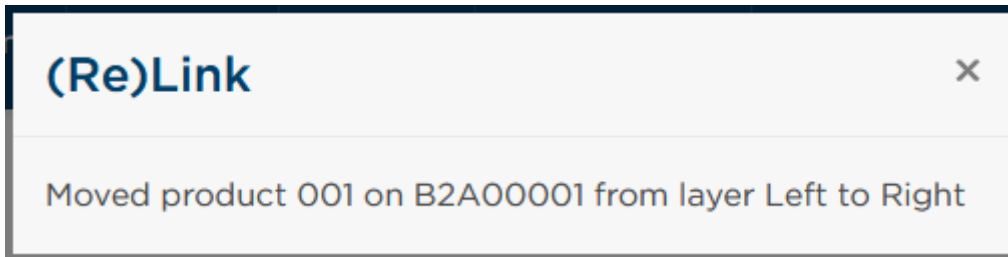 (Re)Link
Moved product 001 on B2A00001 from layer Left to Right